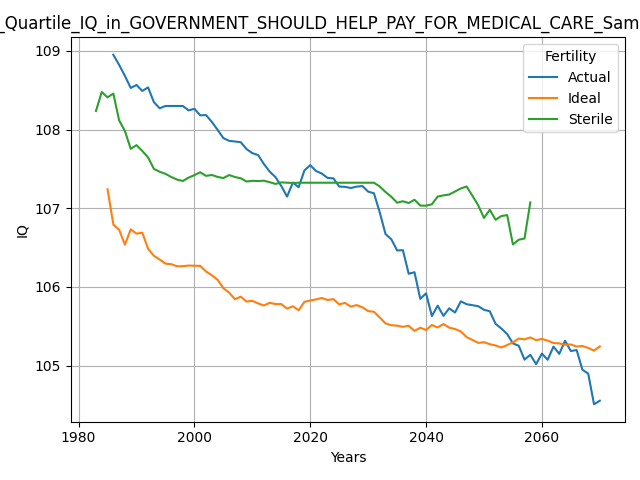 _Quartile_IQ_in_GOVERNMENT_SHOULD_HELP_PAY_FOR_MEDICAL_CARE_Sam
109
108
107
106
105
IQ
1980
2000
2020
2040
2060
Years
Fertility
Actual
Ideal
Sterile